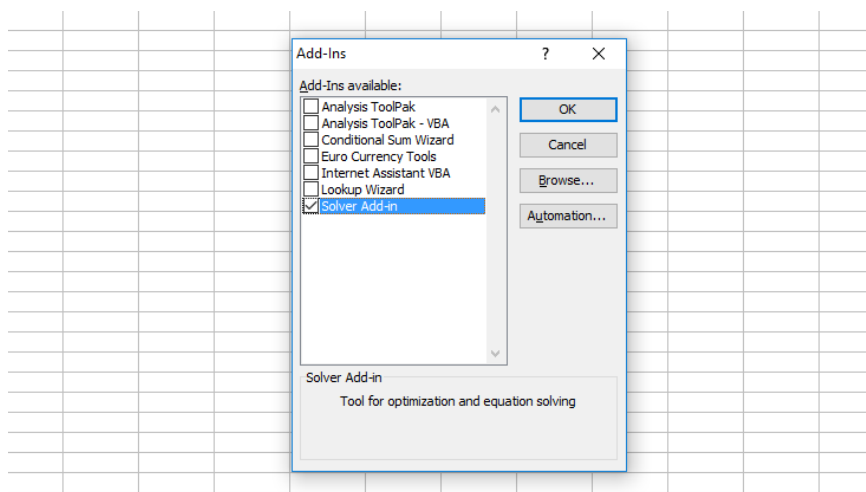 Add-Ins ?
Add-Ins available:
Analysis ToolPak
Analysis ToolPak - VBA
Conditional Sum Wizard
Euro Currency Tools
Internet Assistant VBA
Lookup Wizard
Solver Add-in
OK
Cancel
Browse...
Automation...
Solver Add-in
Tool for optimization and equation solving